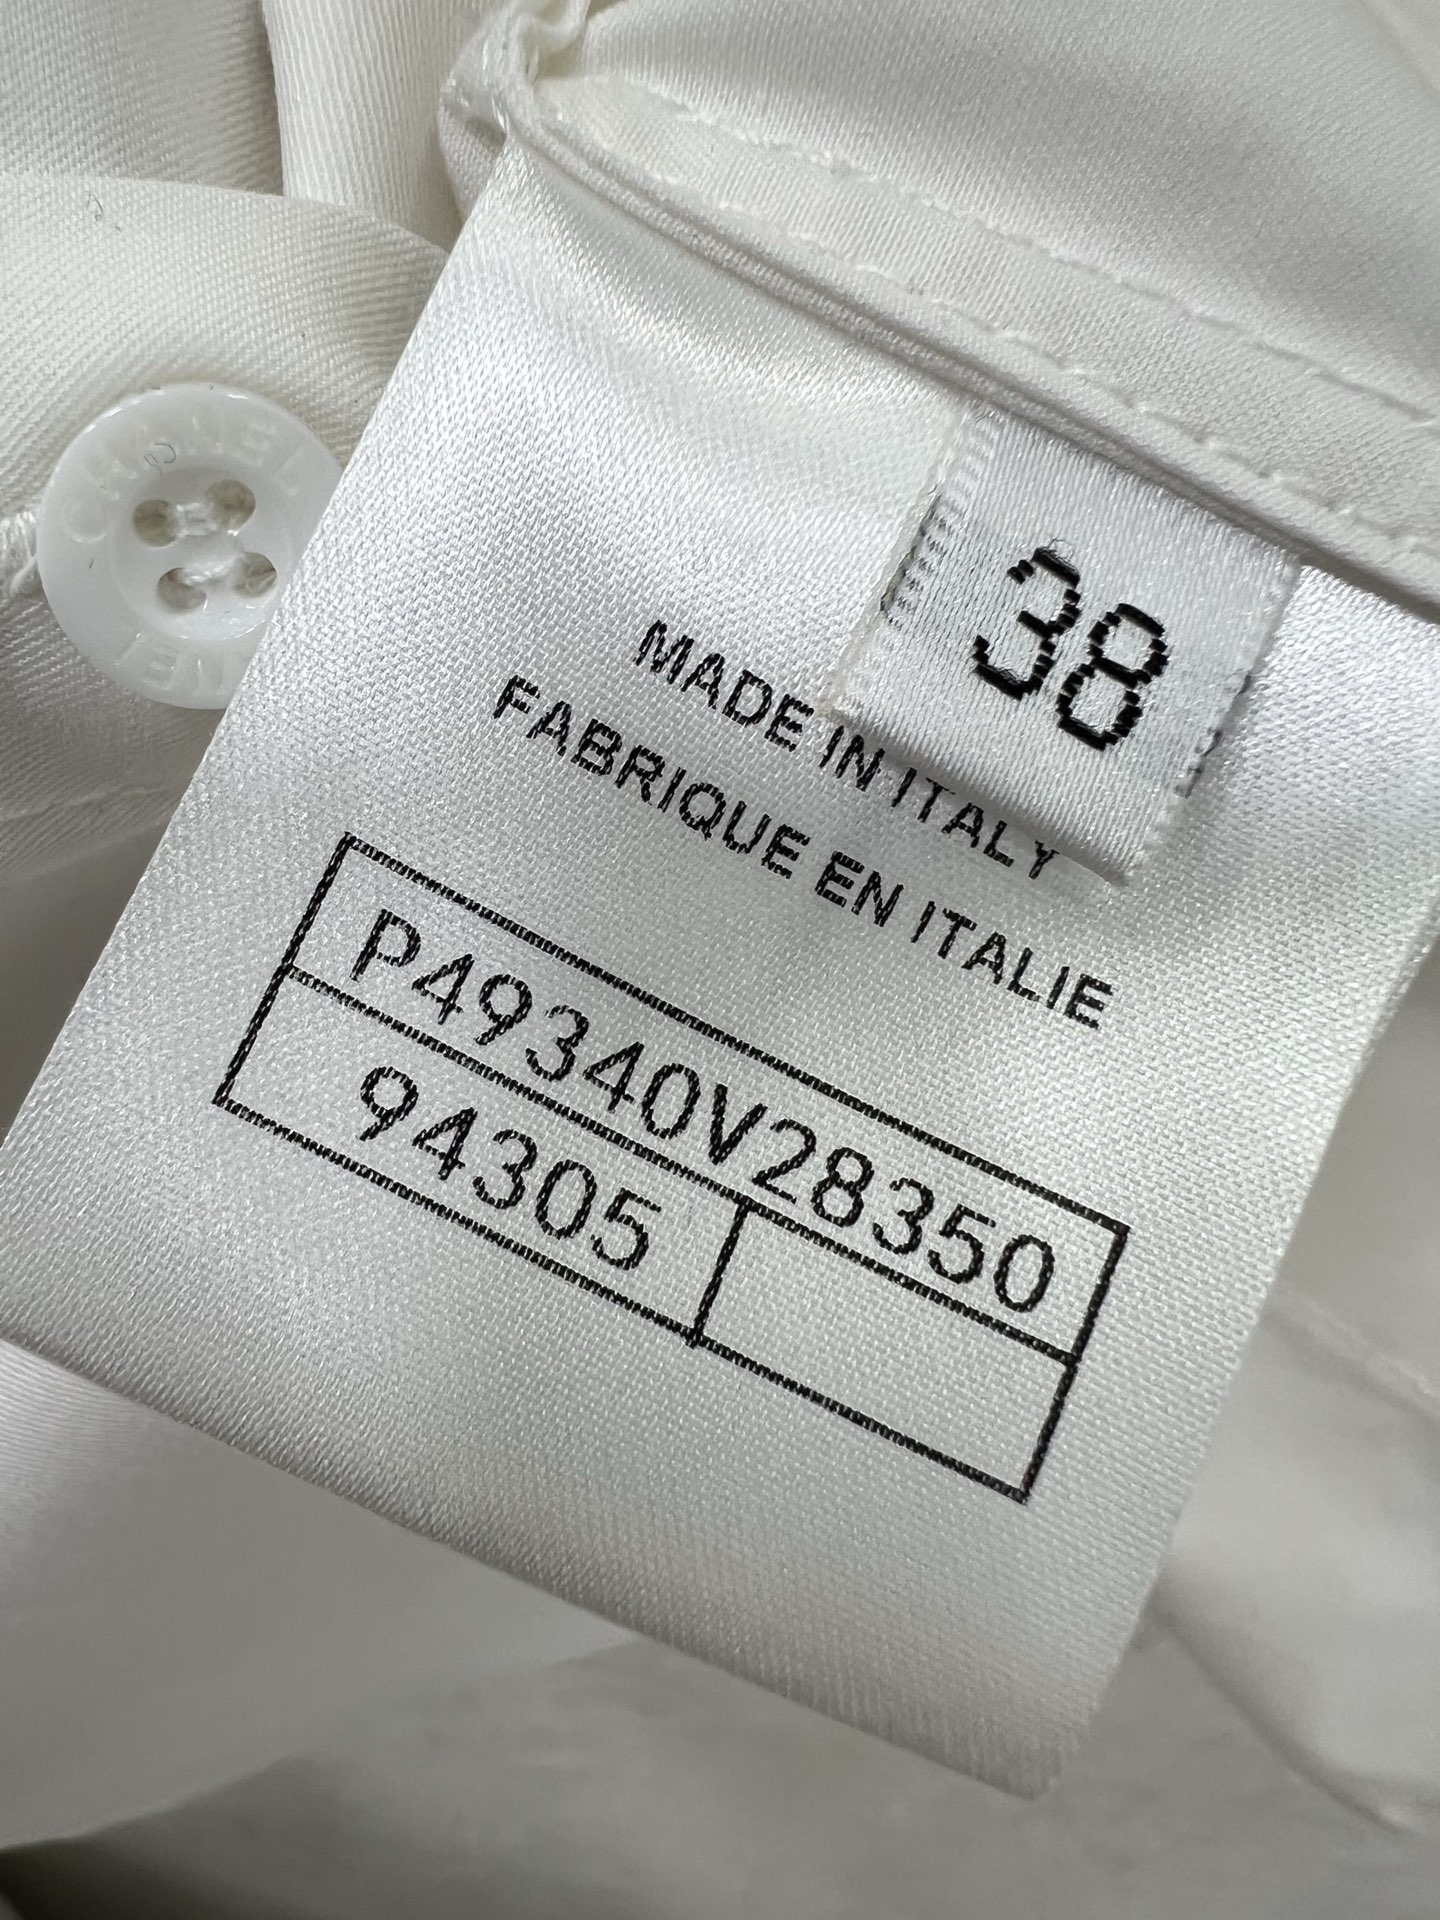 38
MADE IN ITALY
FABRIQUE EN ITALIE
P49340V28350
94305